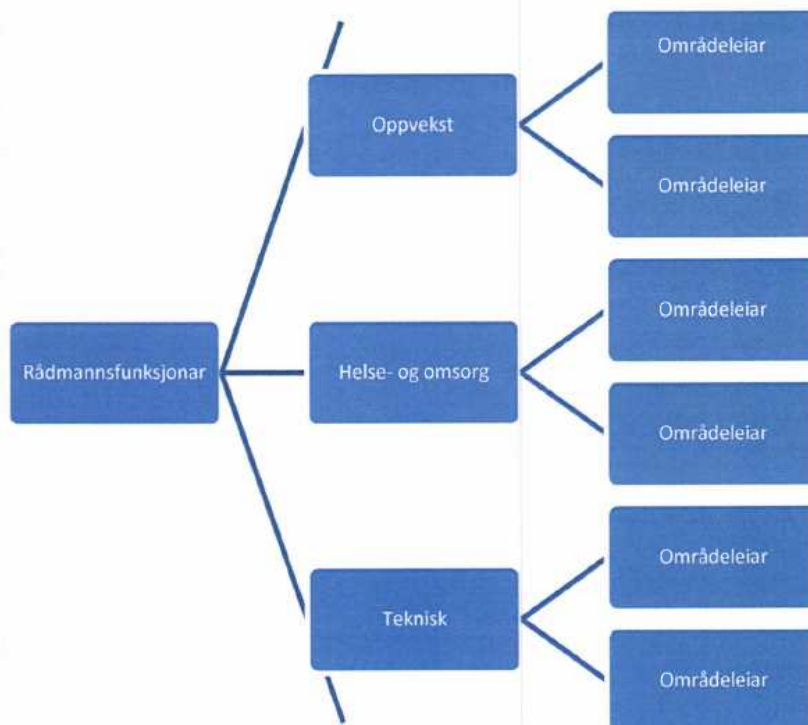 Rådmannsfunksjonar
Oppvekst
Områdeleiar
Områdeleiar
Helse- og omsorg
Områdeleiar
Områdeleiar
Teknisk
Områdeleiar
Områdeleiar